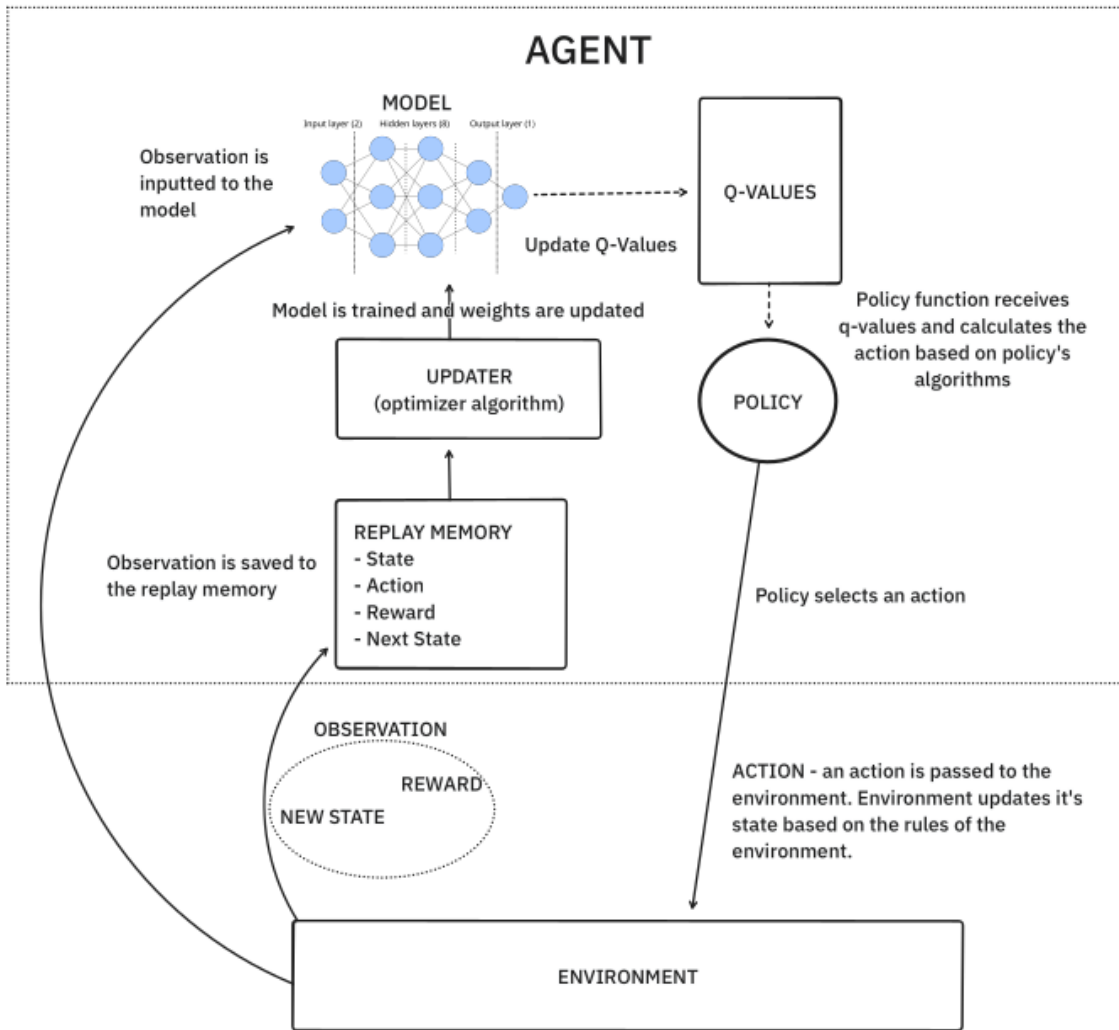 AGENT
MODEL
Input layer (2)
Hidden layers (8)
Output layer (1)
Observation is
inputted to the
model
Q-VALUES
Update Q-Values
Model is trained and weights are updated
Policy function receives
q-values and calculates the
action based on policy's
algorithms
UPDATER
(optimizer algorithm)
POLICY
REPLAY MEMORY
- State
- Action
- Reward
- Next State
Observation is saved to
the replay memory
Policy selects an action
OBSERVATION
REWARD
NEW STATE
ACTION - an action is passed to the
environment. Environment updates it's
state based on the rules of the
environment.
ENVIRONMENT